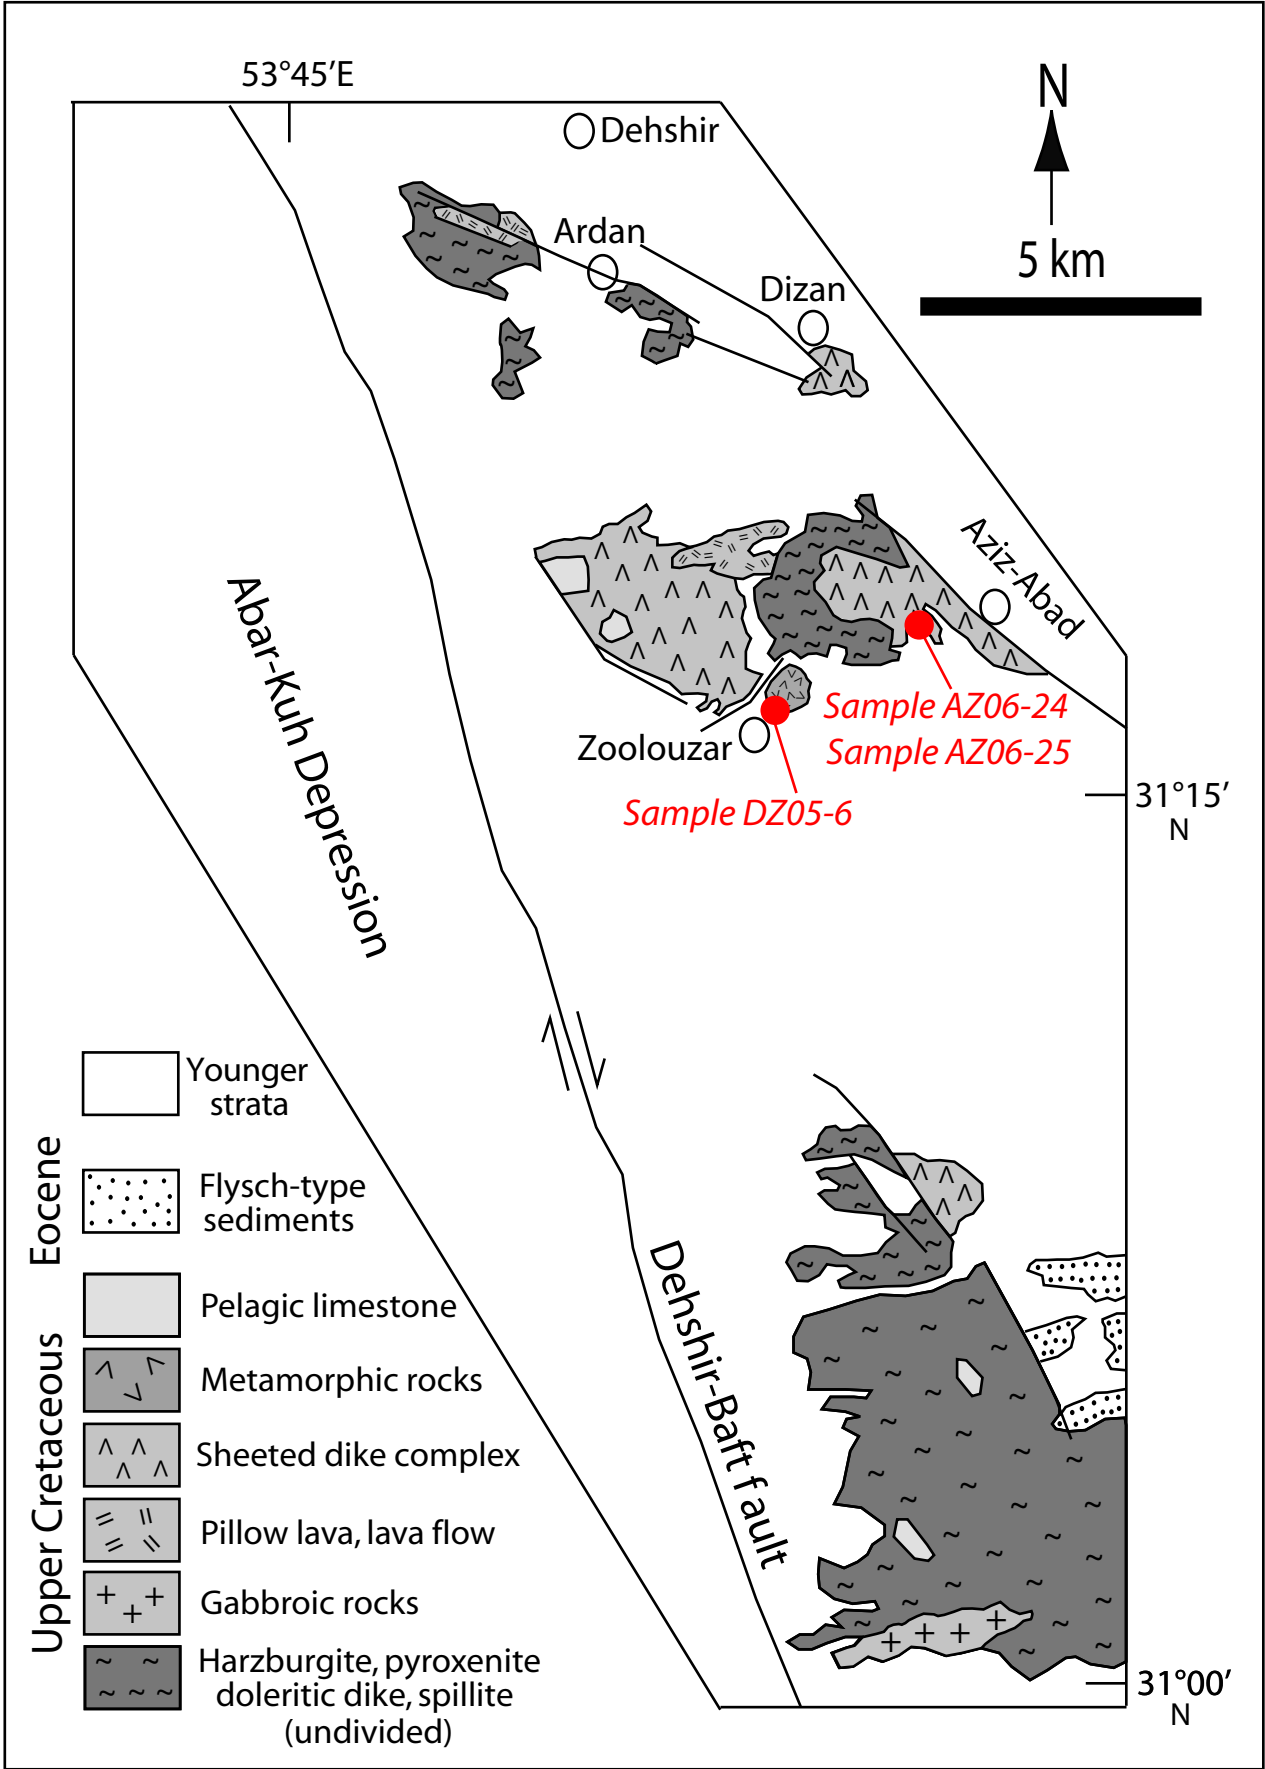 53°45’E
N
5 km
Dehshir
Ardan
Dizan
Aziz-Abad
Abar-Kuh Depression
Sample AZ06-24
Sample AZ06-25
Zoolouzar
Sample DZ05-6
31°15’
N
Dehshir-Baft fault
Younger
strata
Eocene
Flysch-type
sediments
Upper Cretaceous
Pelagic limestone
Metamorphic rocks
Sheeted dike complex
Pillow lava, lava flow
Gabbroic rocks
Harzburgite, pyroxenite
doleritic dike, spillite
(undivided)
31°00’
N